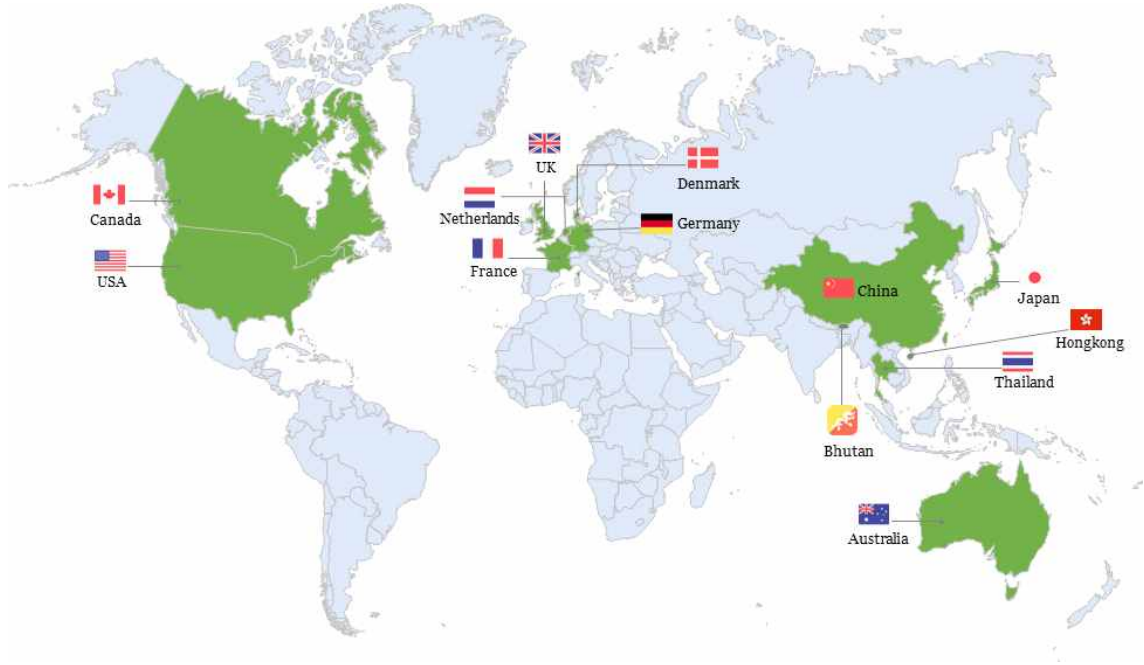 UK
Denmark
Canada
Netherlands
Germany
France
USA
China
Japan
Hongkong
Thailand
Bhutan
Australia